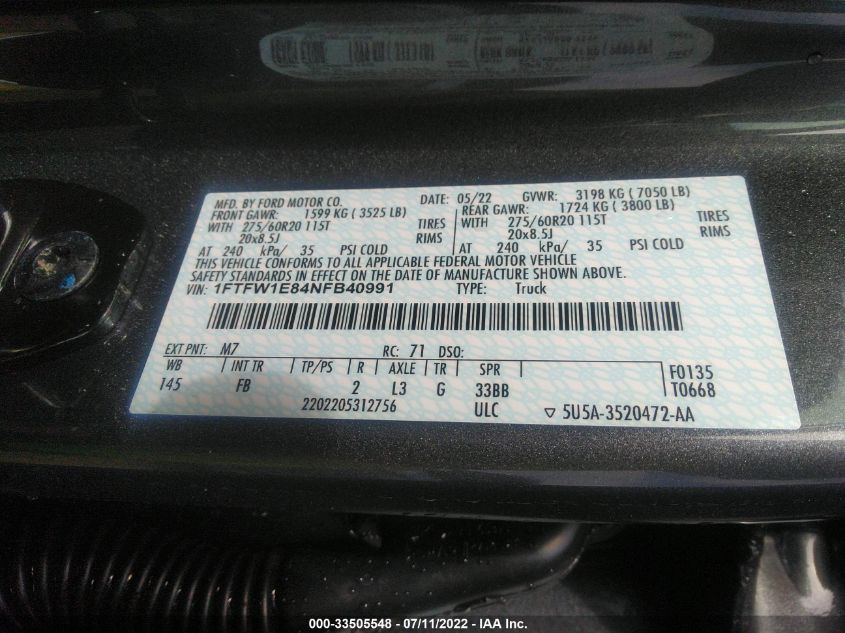 MFD. BY FORD MOTOR CO. DATE: 05/22 GVWR: 3198 KG ( 7050 LB)
FRONT GAWR: 1599 KG ( 3525 LB) REAR GAWR: 1724 KG ( 3800 LB)
WITH 275/60R20 115T TIRES WITH 275/60R20 115T TIRES
20x8.5J RIMS 20x8.5J RIMS
AT 240 kPa/ 35 PSI COLD AT 240 kPa/ 35 PSI COLD
THIS VEHICLE CONFORMS TO ALL APPLICABLE FEDERAL MOTOR VEHICLE
SAFETY STANDARDS IN EFFECT ON THE DATE OF MANUFACTURE SHOWN ABOVE.
VIN: 1FTFW1E84NFB40991 TYPE: Truck
EXT PNT: M7 RC: 71 DSO:
WB INT TR TP/PS R AXLE TR SPR F0135
145 FB 2 L3 G 33BB T0668
2202205312756 ULC ▽ 5U5A-3520472-AA
000-33505548 - 07/11/2022 - IAA Inc.